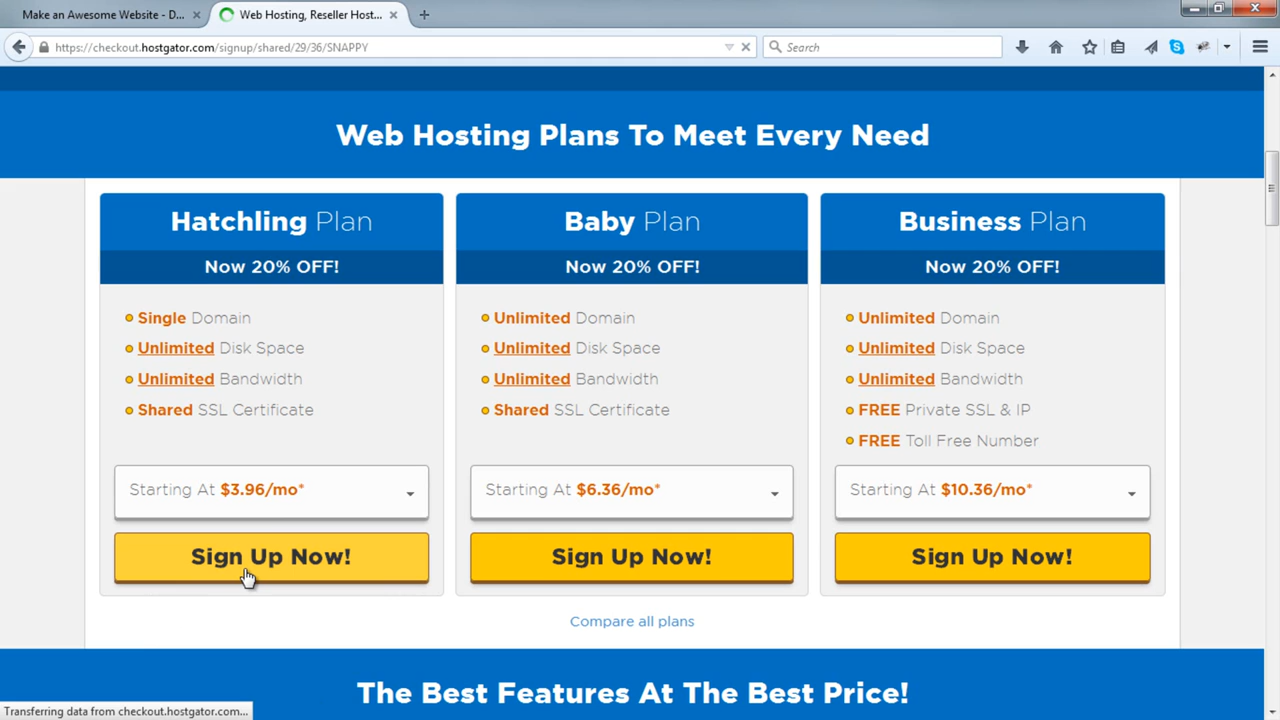 Make an Awesome Website - D...
Web Hosting, Reseller Host...
https://checkout.hostgator.com/signup/shared/29/36/SNAPPY
Search
Web Hosting Plans To Meet Every Need
Hatchling Plan
Now 20% OFF!
Single Domain
Unlimited Disk Space
Unlimited Bandwidth
Shared SSL Certificate
Starting At $3.96/mo*
Sign Up Now!
Baby Plan
Now 20% OFF!
Unlimited Domain
Unlimited Disk Space
Unlimited Bandwidth
Shared SSL Certificate
Starting At $6.36/mo*
Sign Up Now!
Business Plan
Now 20% OFF!
Unlimited Domain
Unlimited Disk Space
Unlimited Bandwidth
FREE Private SSL & IP
FREE Toll Free Number
Starting At $10.36/mo*
Sign Up Now!
Compare all plans
The Best Features At The Best Price!
Transferring data from checkout.hostgator.com...